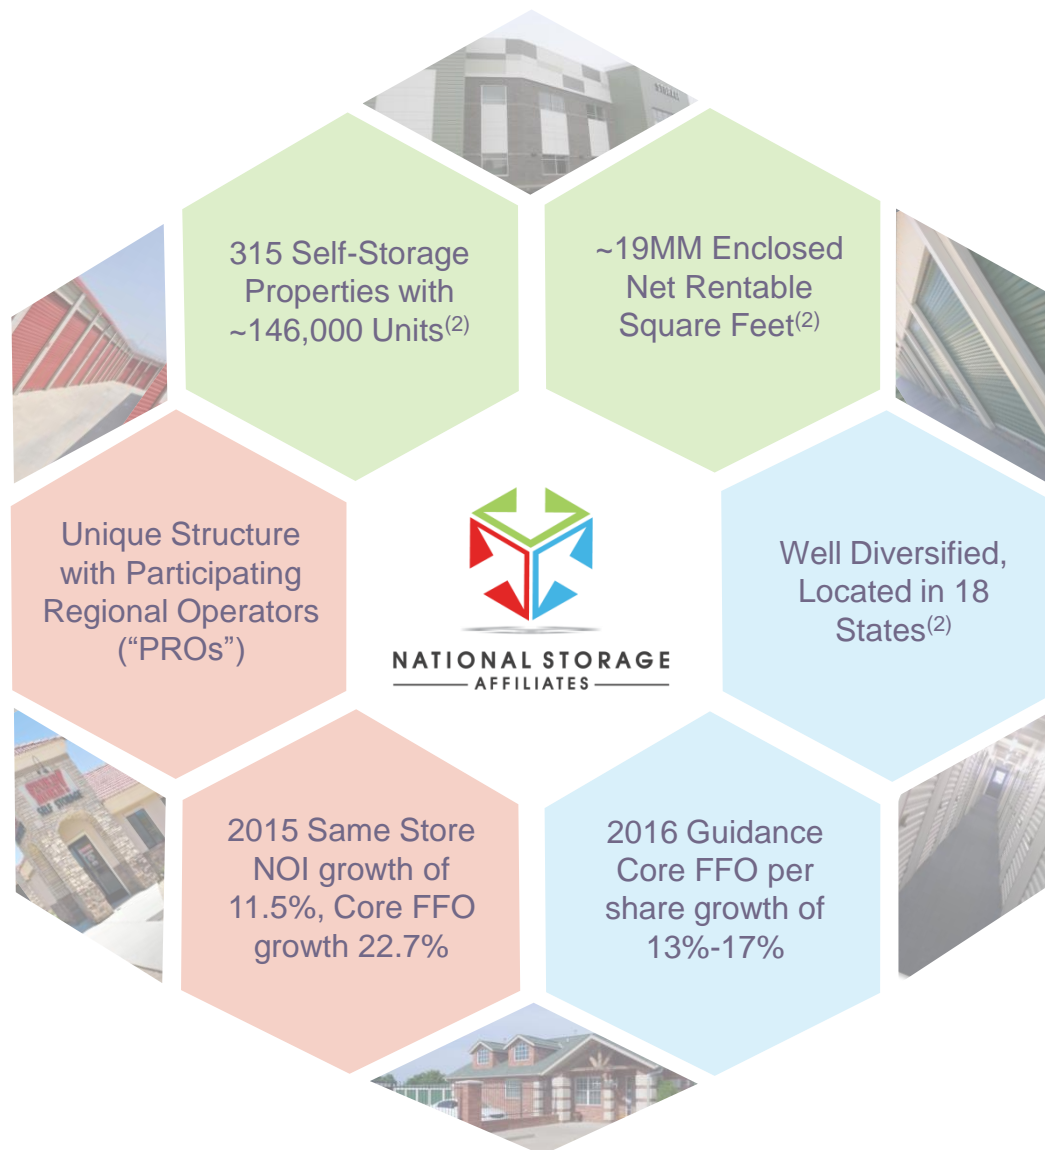 315 Self-Storage
Properties with
~146,000 Units(2)
~19MM Enclosed
Net Rentable
Square Feet(2)
Unique Structure
with Participating
Regional Operators
(“PROs”)
NATIONAL STORAGE
AFFILIATES
Well Diversified,
Located in 18
States(2)
2015 Same Store
NOI growth of
11.5%, Core FFO
growth 22.7%
2016 Guidance
Core FFO per
share growth of
13%-17%
SELF STORAGE